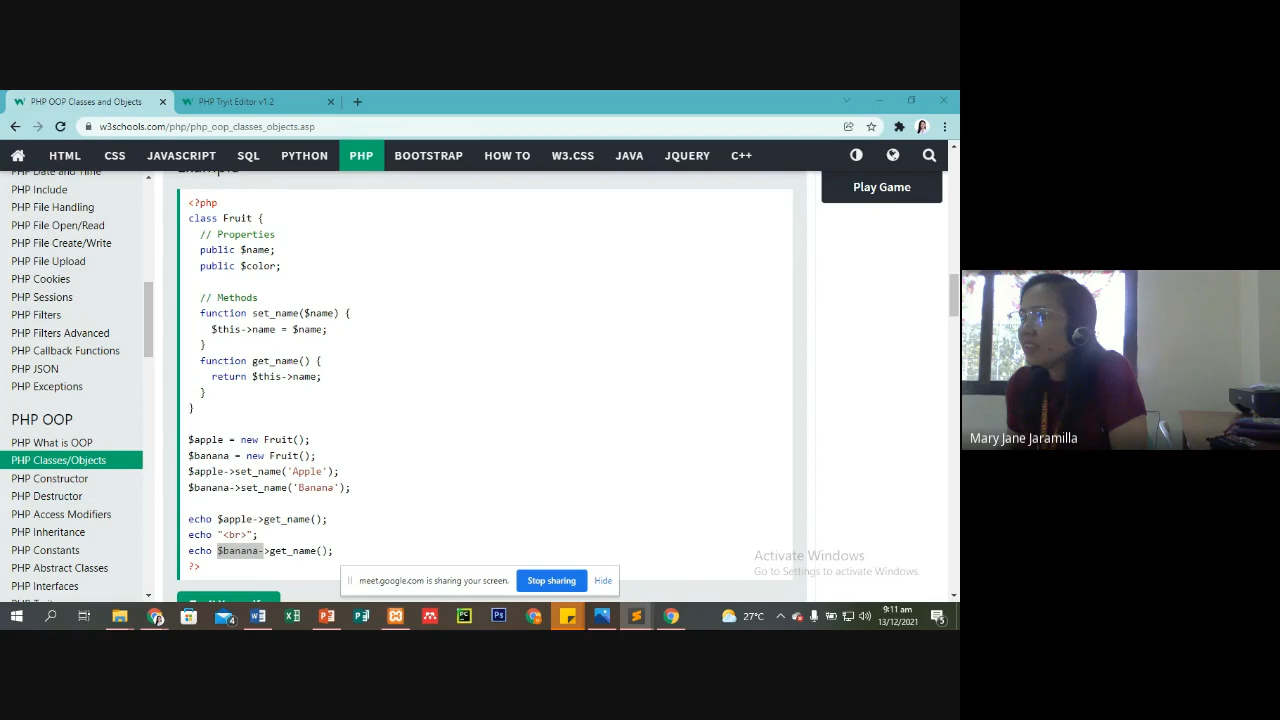 PHP OOP Classes and Objects
PHP Tryit Editor v1.2
w3schools.com/php/php_oop_classes_objects.asp
HTML CSS JAVASCRIPT SQL PYTHON PHP BOOTSTRAP HOW TO W3.CSS JAVA JQUERY C++
PHP Date and Time
PHP Include
PHP File Handling
PHP File Open/Read
PHP File Create/Write
PHP File Upload
PHP Cookies
PHP Sessions
PHP Filters
PHP Filters Advanced
PHP Callback Functions
PHP JSON
PHP Exceptions
PHP OOP
PHP What is OOP
PHP Classes/Objects
PHP Constructor
PHP Destructor
PHP Access Modifiers
PHP Inheritance
PHP Constants
PHP Abstract Classes
PHP Interfaces
Example
<?php
class Fruit {
// Properties
public $name;
public $color;
// Methods
function set_name($name) {
$this->name = $name;
}
function get_name() {
return $this->name;
}
}
$apple = new Fruit();
$banana = new Fruit();
$apple->set_name('Apple');
$banana->set_name('Banana');
echo $apple->get_name();
echo "<br>";
echo $banana->get_name();
?>
Play Game
Activate Windows
Go to Settings to activate Windows.
meet.google.com is sharing your screen.
Stop sharing
Hide
27°C
9:11 am
13/12/2021
Mary Jane Jaramilla